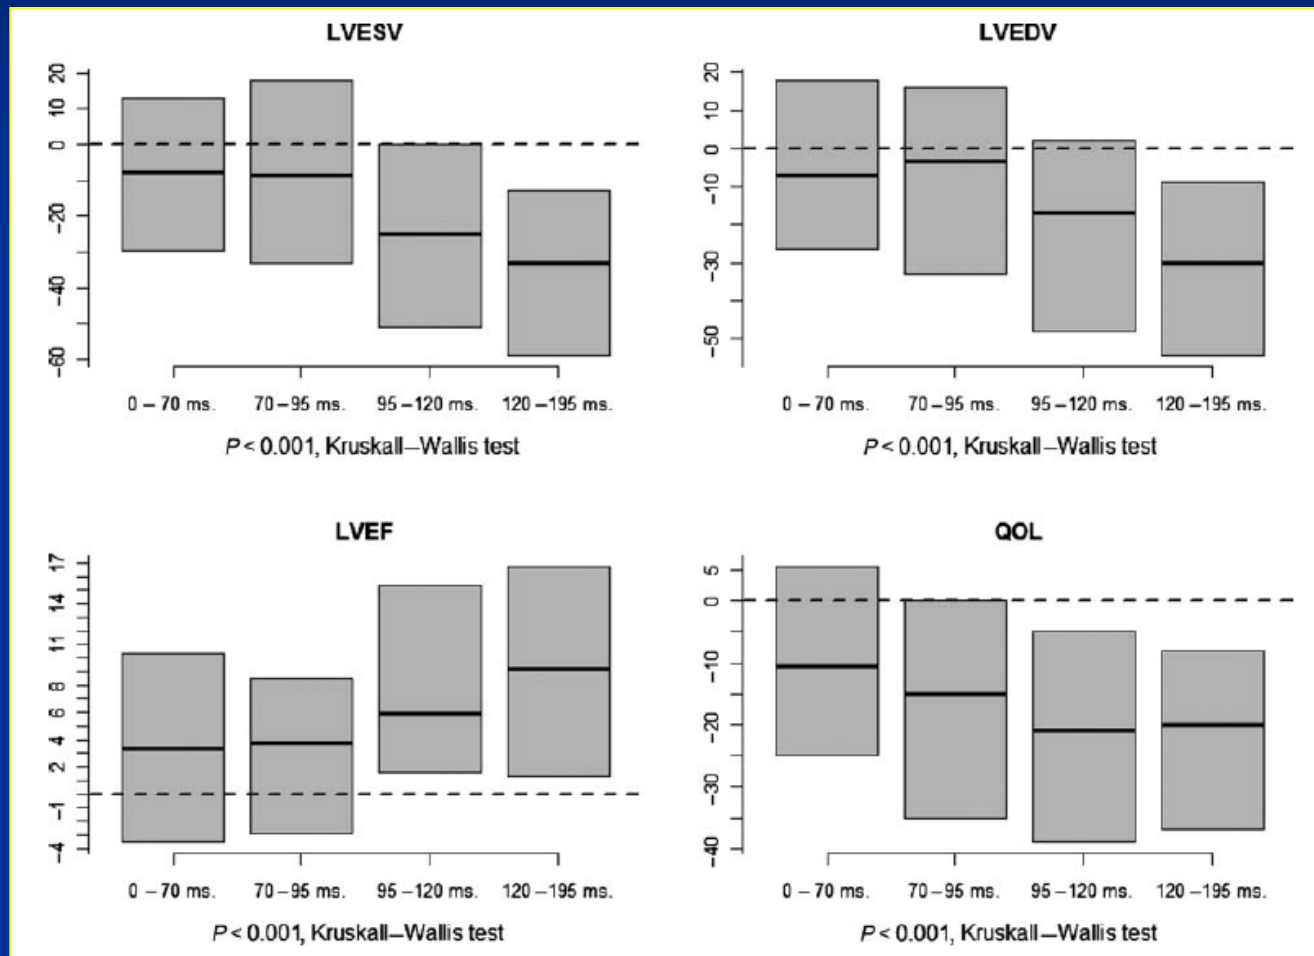 LVESV
20
10
0
−20
−40
−60
0 – 70 ms. 70 – 95 ms. 95 – 120 ms. 120 – 195 ms.
P < 0.001, Kruskall–Wallis test
LVEDV
20
10
0
−10
−30
−50
0 – 70 ms. 70 – 95 ms. 95 – 120 ms. 120 – 195 ms.
P < 0.001, Kruskall–Wallis test
LVEF
17
14
11
8
6
4
2
−1
−4
0 – 70 ms. 70 – 95 ms. 95 – 120 ms. 120 – 195 ms.
P < 0.001, Kruskall–Wallis test
QOL
5
0
−10
−20
−30
−40
0 – 70 ms. 70 – 95 ms. 95 – 120 ms. 120 – 195 ms.
P < 0.001, Kruskall–Wallis test